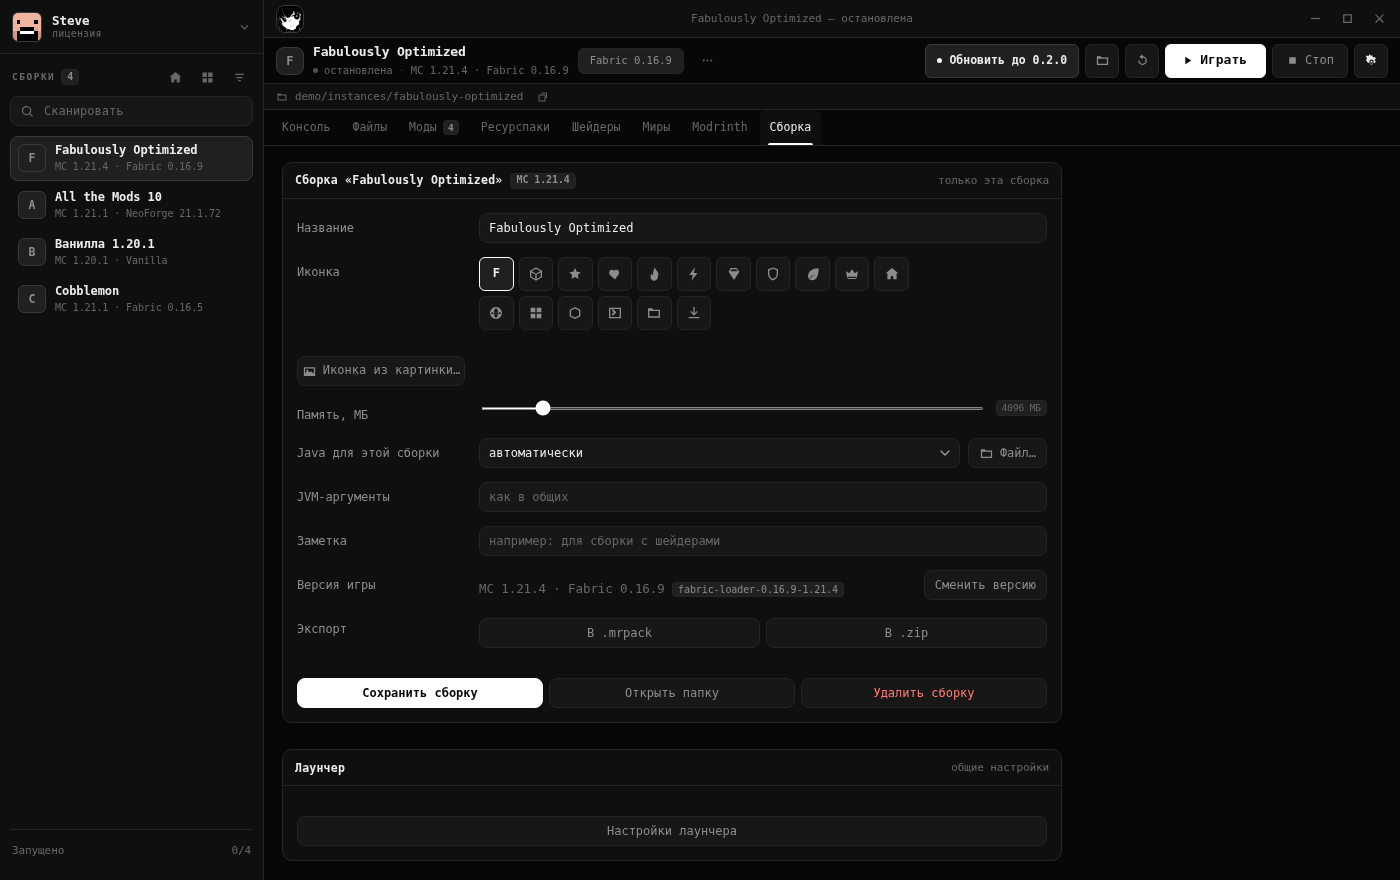 Steve
лицензия
СБОРКИ 4
Сканировать
F Fabulously Optimized
MC 1.21.4 · Fabric 0.16.9
A All the Mods 10
MC 1.21.1 · NeoForge 21.1.72
В Ванилла 1.20.1
MC 1.20.1 · Vanilla
C Cobblemon
MC 1.21.1 · Fabric 0.16.5
Запущено 0/4
Fabulously Optimized — остановлена
F Fabulously Optimized
остановлена · MC 1.21.4 · Fabric 0.16.9
Fabric 0.16.9
Обновить до 0.2.0
Играть
Стоп
demo/instances/fabulously-optimized
Консоль Файлы Моды 4 Ресурспаки Шейдеры Миры Modrinth Сборка
Сборка «Fabulously Optimized» MC 1.21.4 только эта сборка
Название Fabulously Optimized
Иконка F
Иконка из картинки…
Память, МБ 4096 МБ
Java для этой сборки автоматически Файл…
JVM-аргументы как в общих
Заметка например: для сборки с шейдерами
Версия игры MC 1.21.4 · Fabric 0.16.9 fabric-loader-0.16.9-1.21.4 Сменить версию
Экспорт В .mrpack В .zip
Сохранить сборку Открыть папку Удалить сборку
Лаунчер общие настройки
Настройки лаунчера